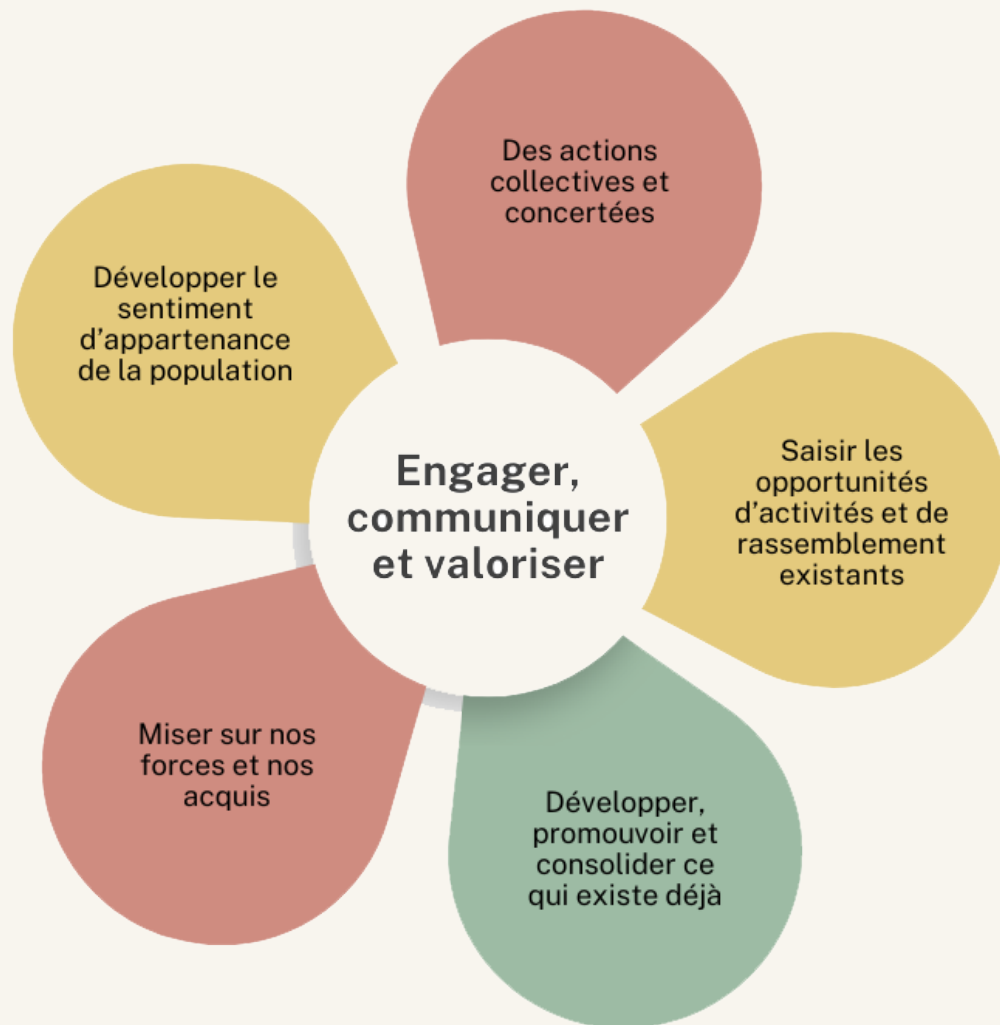 Des actions
collectives et
concertées
Développer le
sentiment
d'appartenance
de la population
Engager,
communiquer
et valoriser
Saisir les
opportunités
d'activités et de
rassemblement
existants
Miser sur nos
forces et nos
acquis
Développer,
promouvoir et
consolider ce
qui existe déjà